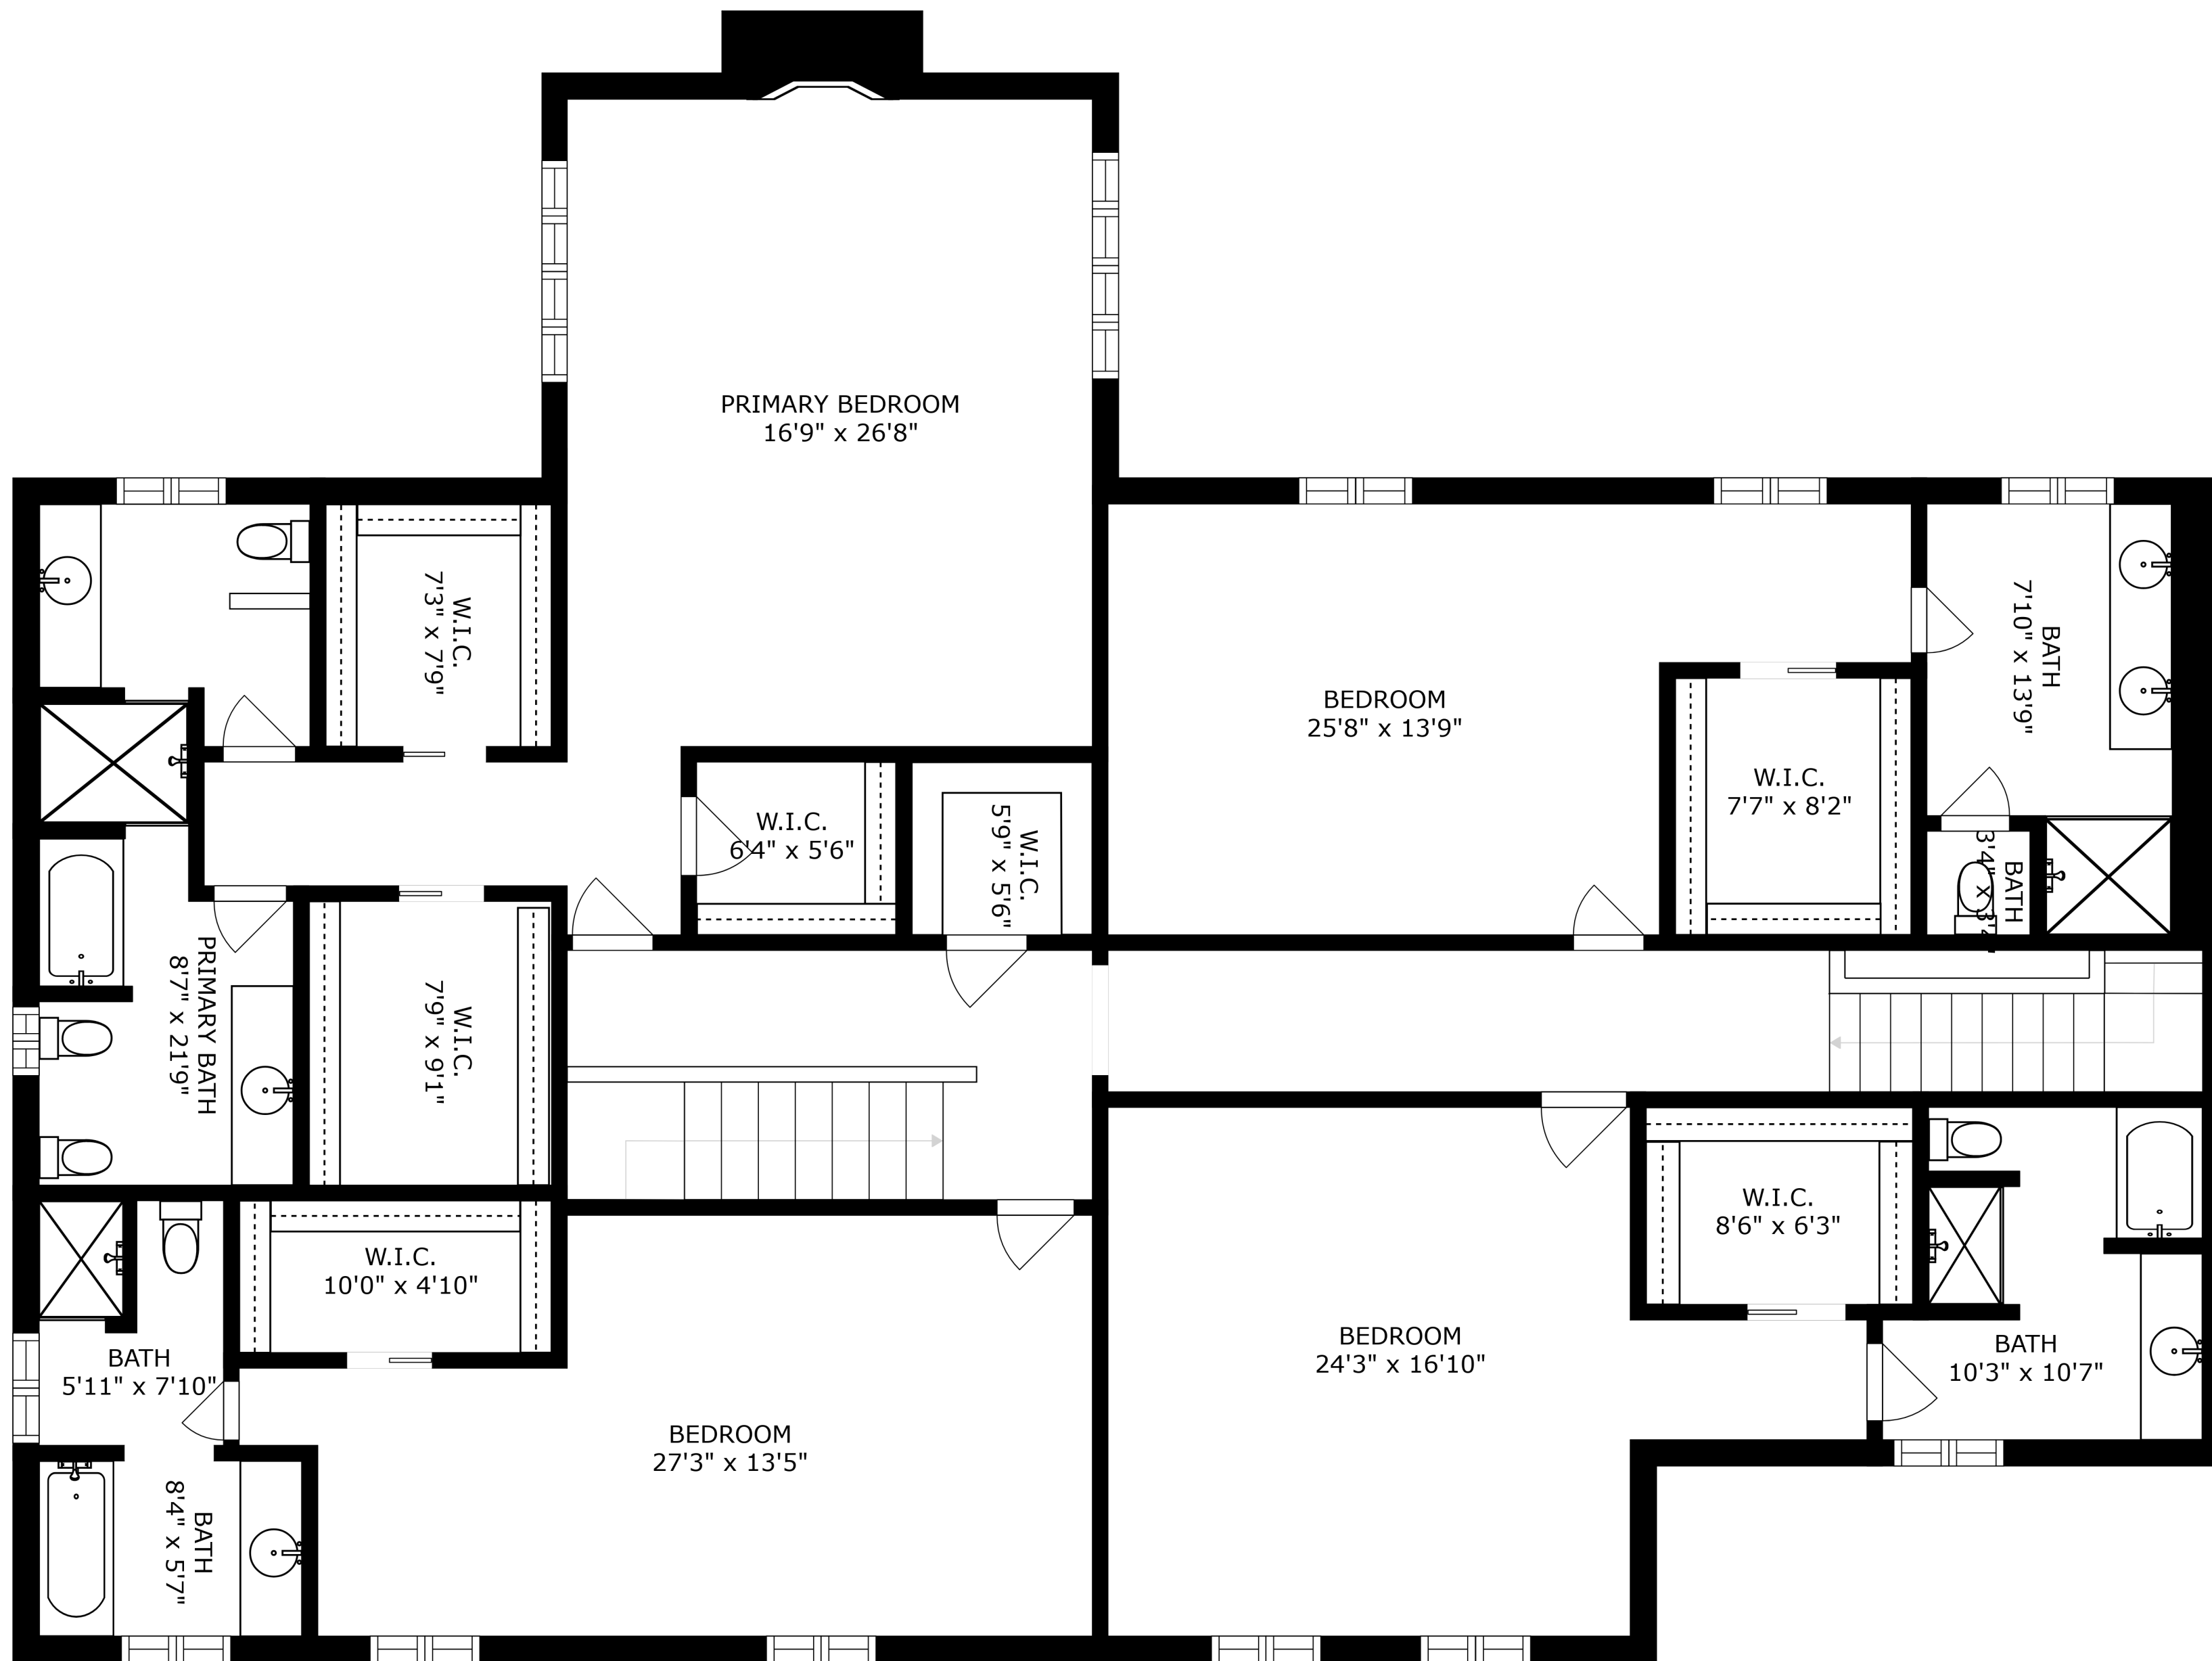 PRIMARY BEDROOM
16'9" x 26'8"
W.I.C.
7'3" x 7'9"
BEDROOM
25'8" x 13'9"
BATH
7'10" x 13'9"
W.I.C.
7'7" x 8'2"
W.I.C.
6'4" x 5'6"
W.I.C.
5'9" x 5'6"
BATH
3'4" x 3'4"
PRIMARY BATH
8'7" x 21'9"
W.I.C.
7'9" x 9'1"
W.I.C.
8'6" x 6'3"
W.I.C.
10'0" x 4'10"
BATH
5'11" x 7'10"
BEDROOM
24'3" x 16'10"
BATH
10'3" x 10'7"
BEDROOM
27'3" x 13'5"
BATH
8'4" x 5'7"